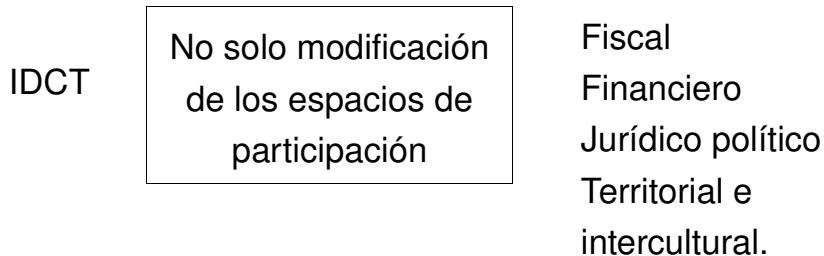 IDCT
No solo modificación
de los espacios de
participación
Fiscal
Financiero
Jurídico político
Territorial e
intercultural.